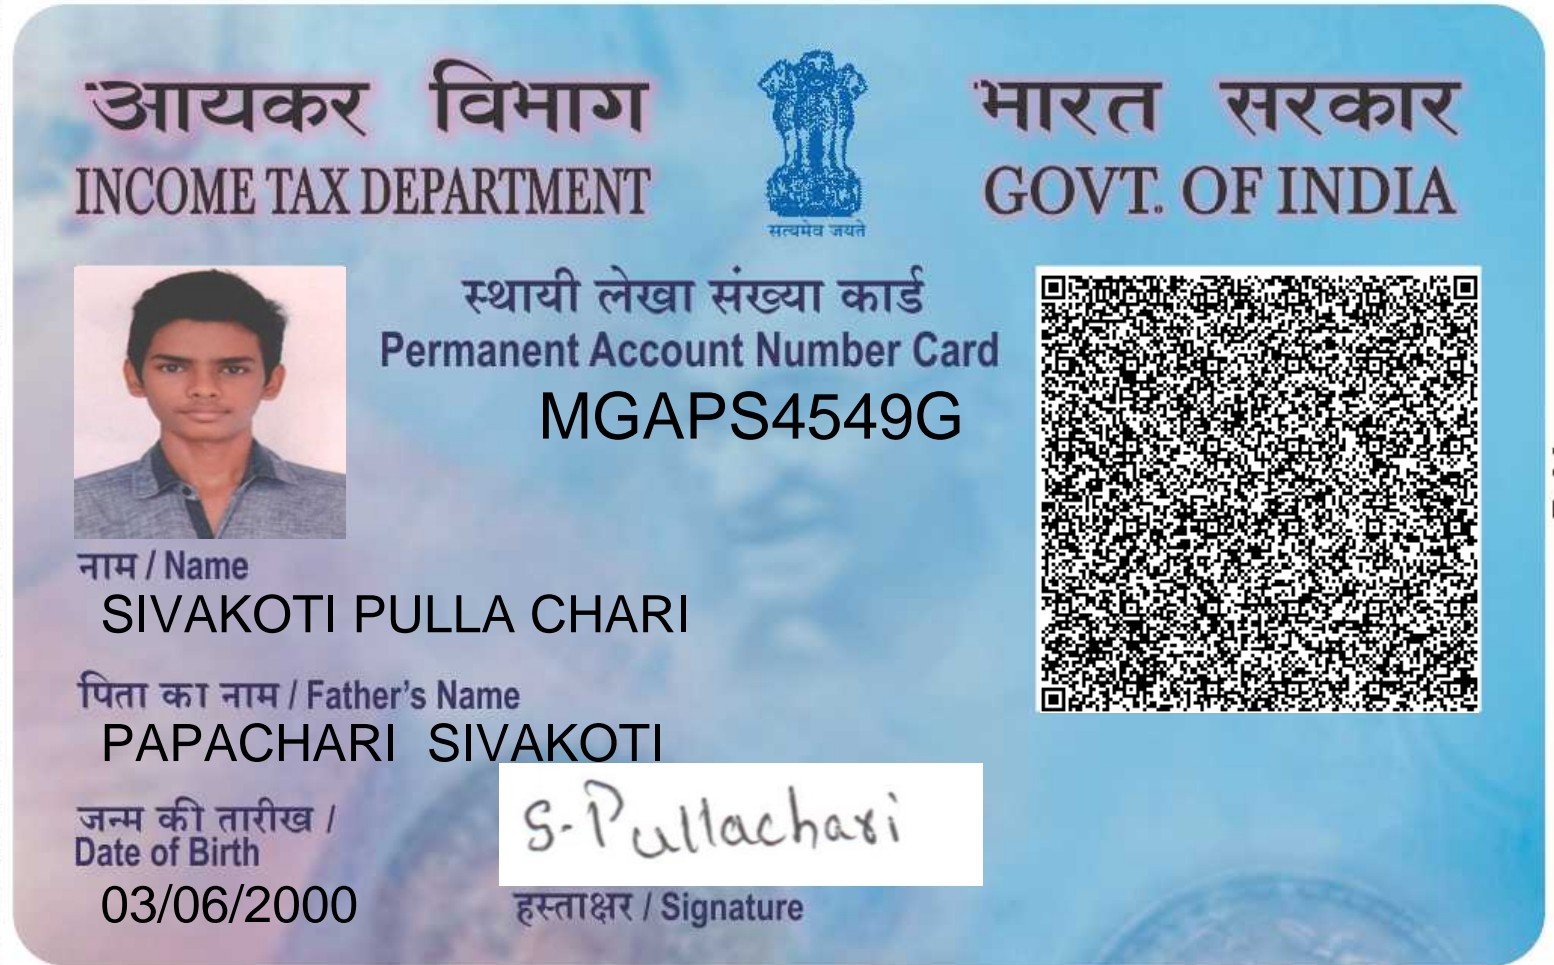 आयकर विभाग
INCOME TAX DEPARTMENT
भारत सरकार
GOVT. OF INDIA
सत्यमेव जयते
स्थायी लेखा संख्या कार्ड
Permanent Account Number Card
MGAPS4549G
नाम / Name
SIVAKOTI PULLA CHARI
पिता का नाम / Father's Name
PAPACHARI SIVAKOTI
जन्म की तारीख /
Date of Birth
03/06/2000
S-Pullachari
हस्ताक्षर / Signature